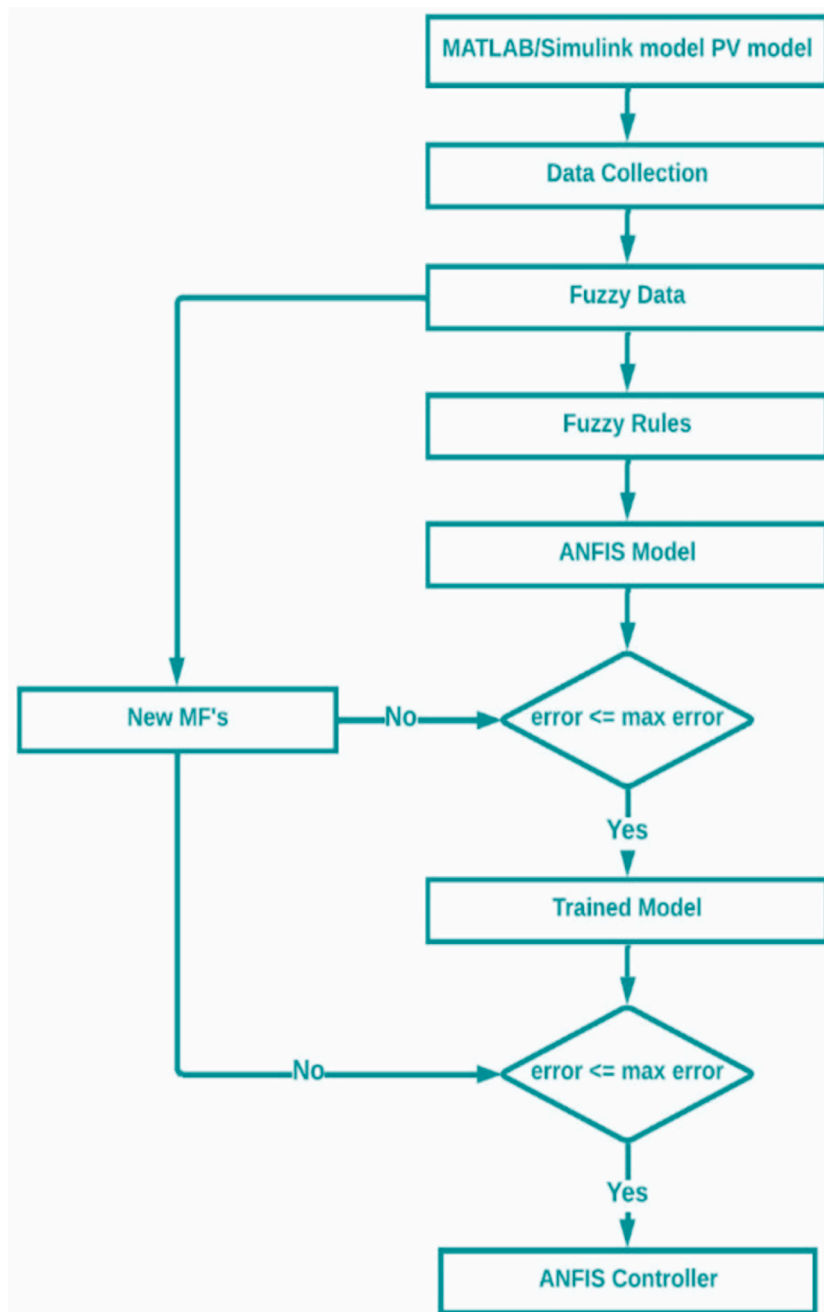 MATLAB/Simulink model PV model
Data Collection
Fuzzy Data
Fuzzy Rules
ANFIS Model
New MF's
No
error <= max error
Yes
Trained Model
No
error <= max error
Yes
ANFIS Controller